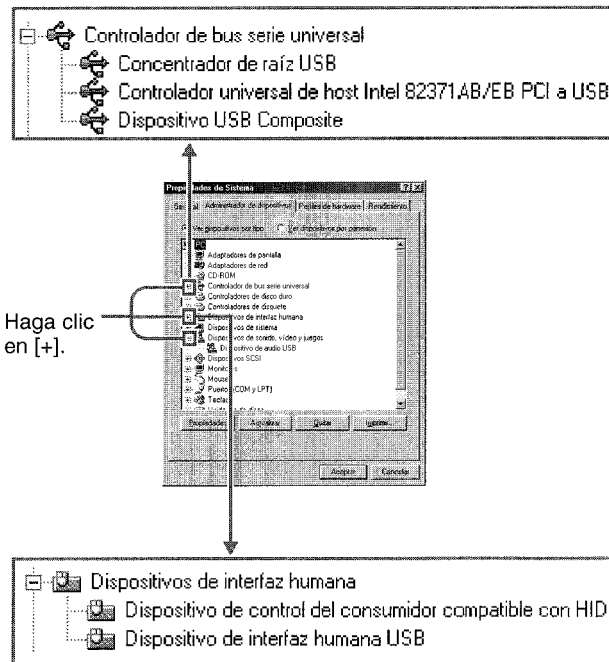 Controlador de bus serie universal
Concentrador de raíz USB
Controlador universal de host Intel 82371AB/EB PCI a USB
Dispositivo USB Composite
Propiedades de Sistema
Administrador de dispositivos Perfiles de hardware Rendimiento
Ver dispositivos por tipo Ver dispositivos por conexión
PC
Adaptadores de pantalla
Adaptadores de red
CD-ROM
Controlador de bus serie universal
Controladores de disco duro
Controladores de disquete
Dispositivos de interfaz humana
Dispositivos de sistema
Dispositivos de sonido, vídeo y juegos
Dispositivo de audio USB
Dispositivos SCSI
Monitores
Mouse
Puertos (COM y LPT)
Teclado
Propiedades Actualizar Quitar Imprimir...
Aceptar Cancelar
Haga clic
en [+].
Dispositivos de interfaz humana
Dispositivo de control del consumidor compatible con HID
Dispositivo de interfaz humana USB